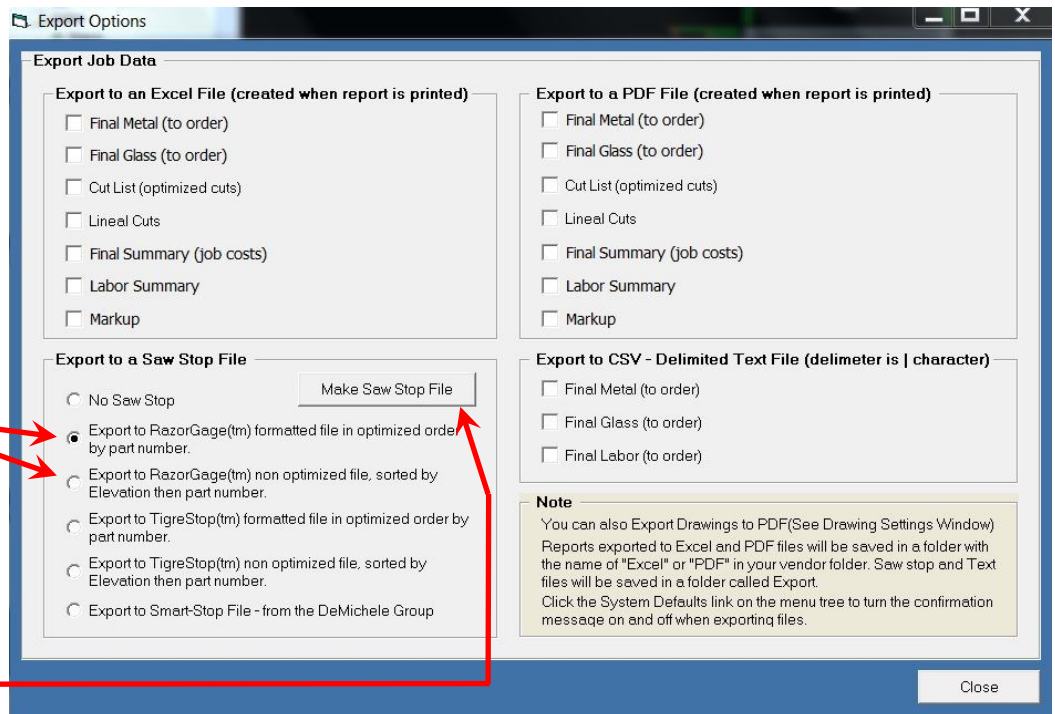 Export Options
Export Job Data
Export to an Excel File (created when report is printed)
Final Metal (to order)
Final Glass (to order)
Cut List (optimized cuts)
Lineal Cuts
Final Summary (job costs)
Labor Summary
Markup
Export to a PDF File (created when report is printed)
Final Metal (to order)
Final Glass (to order)
Cut List (optimized cuts)
Lineal Cuts
Final Summary (job costs)
Labor Summary
Markup
Export to a Saw Stop File
Make Saw Stop File
No Saw Stop
Export to RazorGage(tm) formatted file in optimized order
by part number.
Export to RazorGage(tm) non optimized file, sorted by
Elevation then part number.
Export to TigreStop(tm) formatted file in optimized order by
part number.
Export to TigreStop(tm) non optimized file, sorted by
Elevation then part number.
Export to Smart-Stop File - from the DeMichele Group
Export to CSV - Delimited Text File (delimeter is | character)
Final Metal (to order)
Final Glass (to order)
Final Labor (to order)
Note
You can also Export Drawings to PDF(See Drawing Settings Window)
Reports exported to Excel and PDF files will be saved in a folder with
the name of "Excel" or "PDF" in your vendor folder. Saw stop and Text
files will be saved in a folder called Export.
Click the System Defaults link on the menu tree to turn the confirmation
message on and off when exporting files.
Close